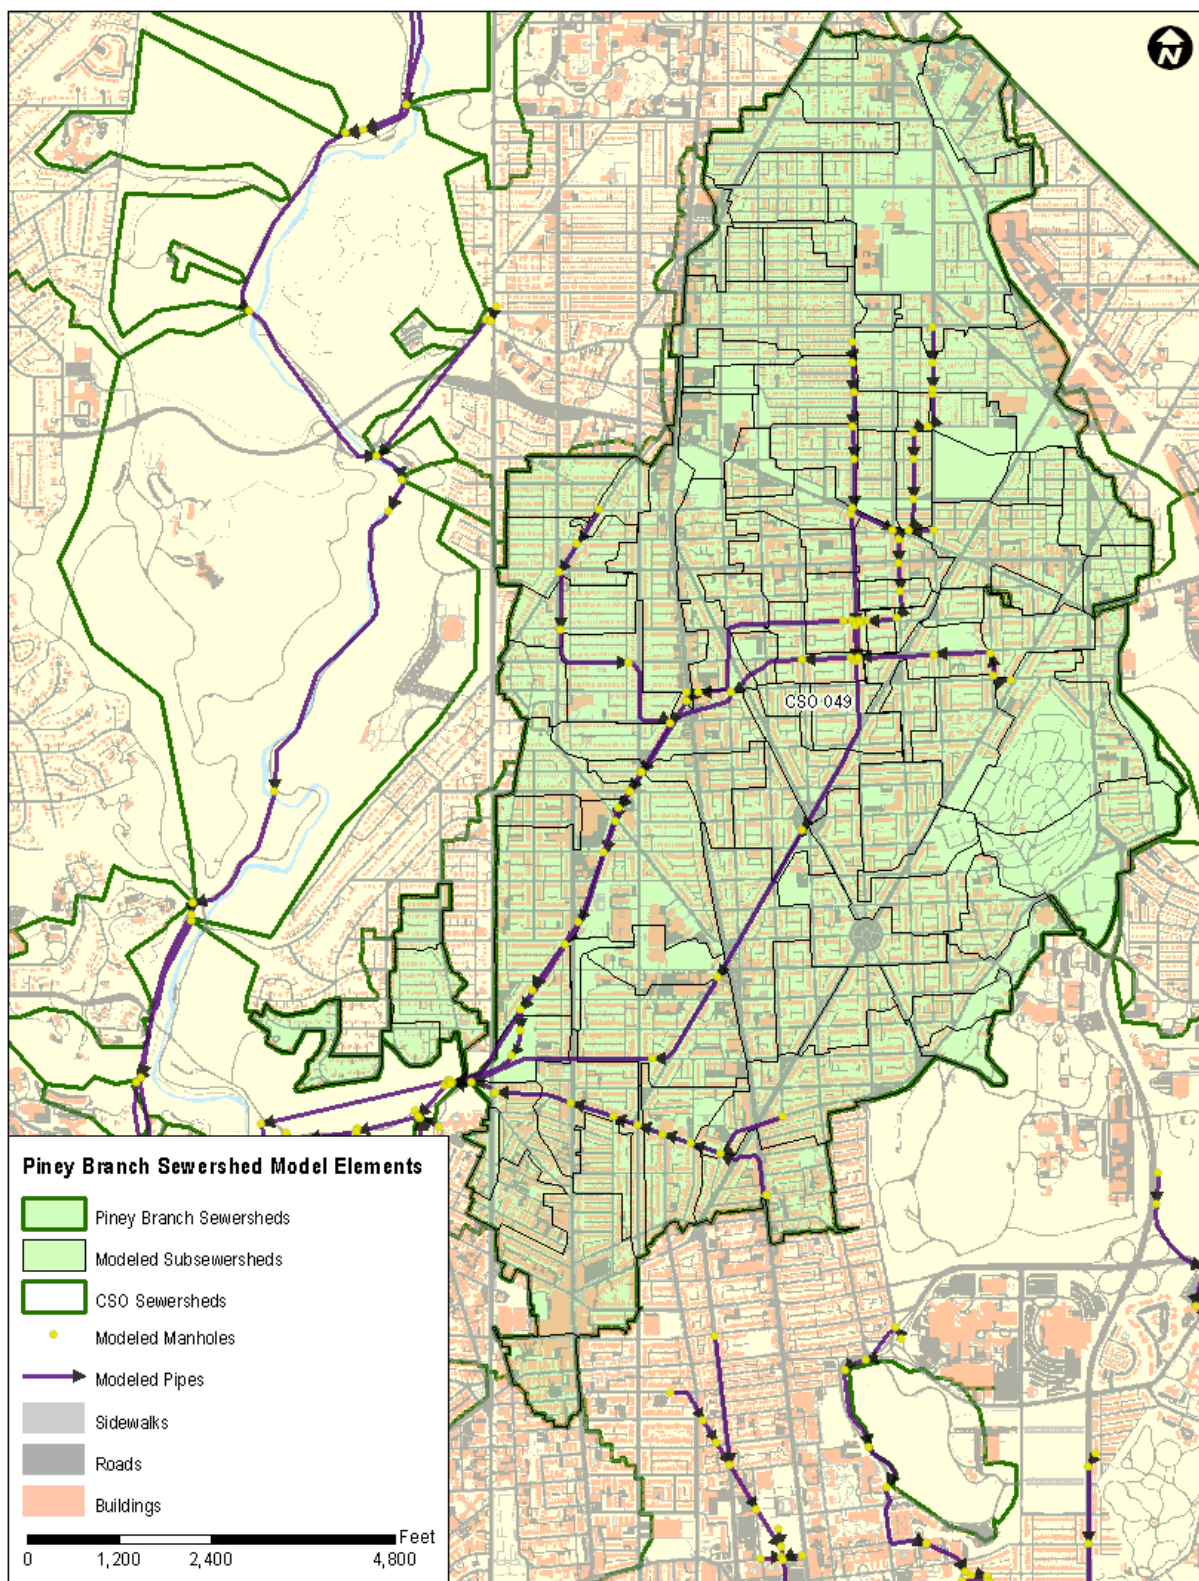 N
CSO 049
Piney Branch Sewershed Model Elements
Piney Branch Sewersheds
Modeled Subsewersheds
CSO Sewersheds
Modeled Manholes
Modeled Pipes
Sidewalks
Roads
Buildings
Feet
0 1,200 2,400 4,800